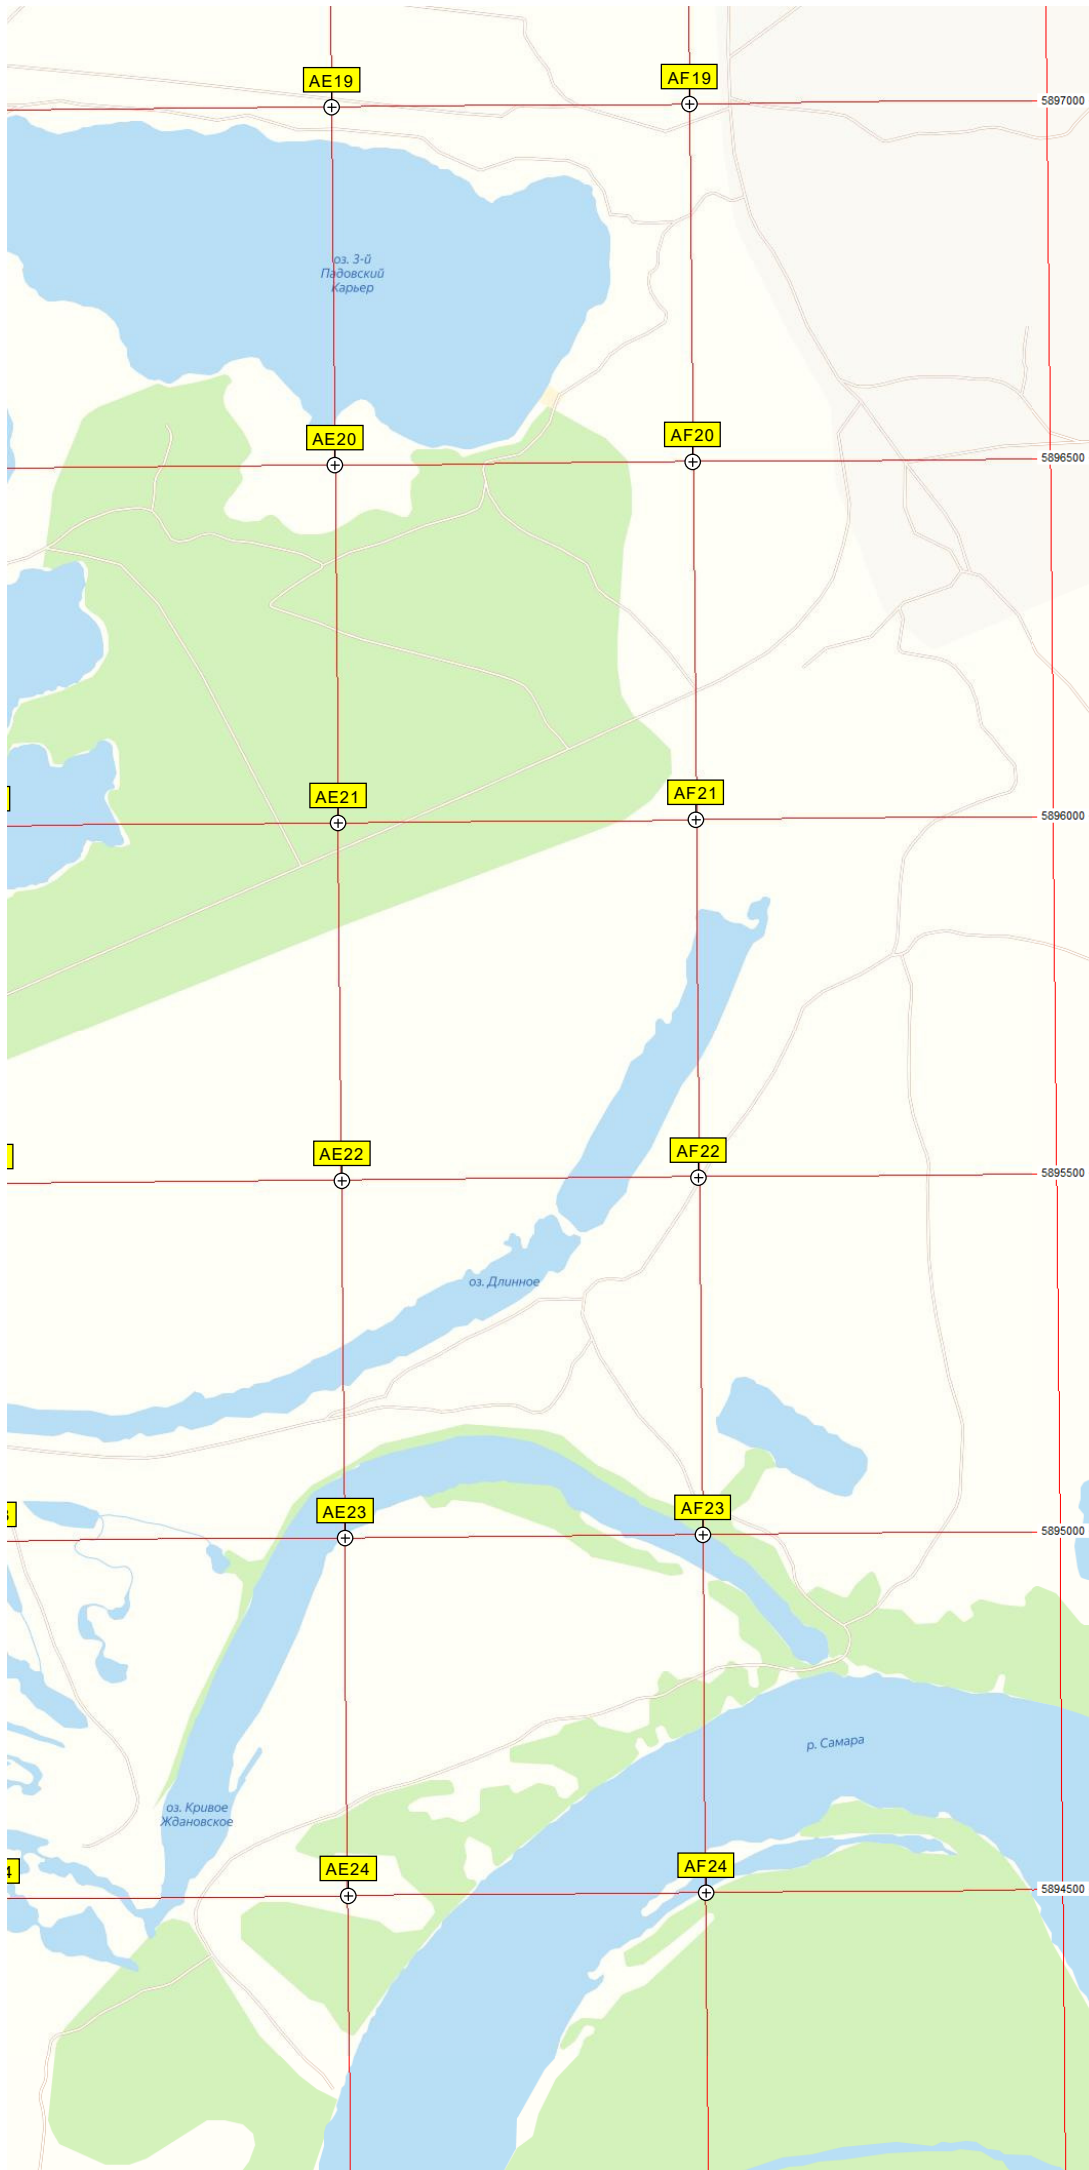 AE19
AF19
5897000
оз. 3-й
Падовский
Карьер
AE20
AF20
5896500
AE21
AF21
5896000
AE22
AF22
5895500
оз. Длинное
AE23
AF23
5895000
р. Самара
оз. Кривое
Ждановское
AE24
AF24
4
5894500